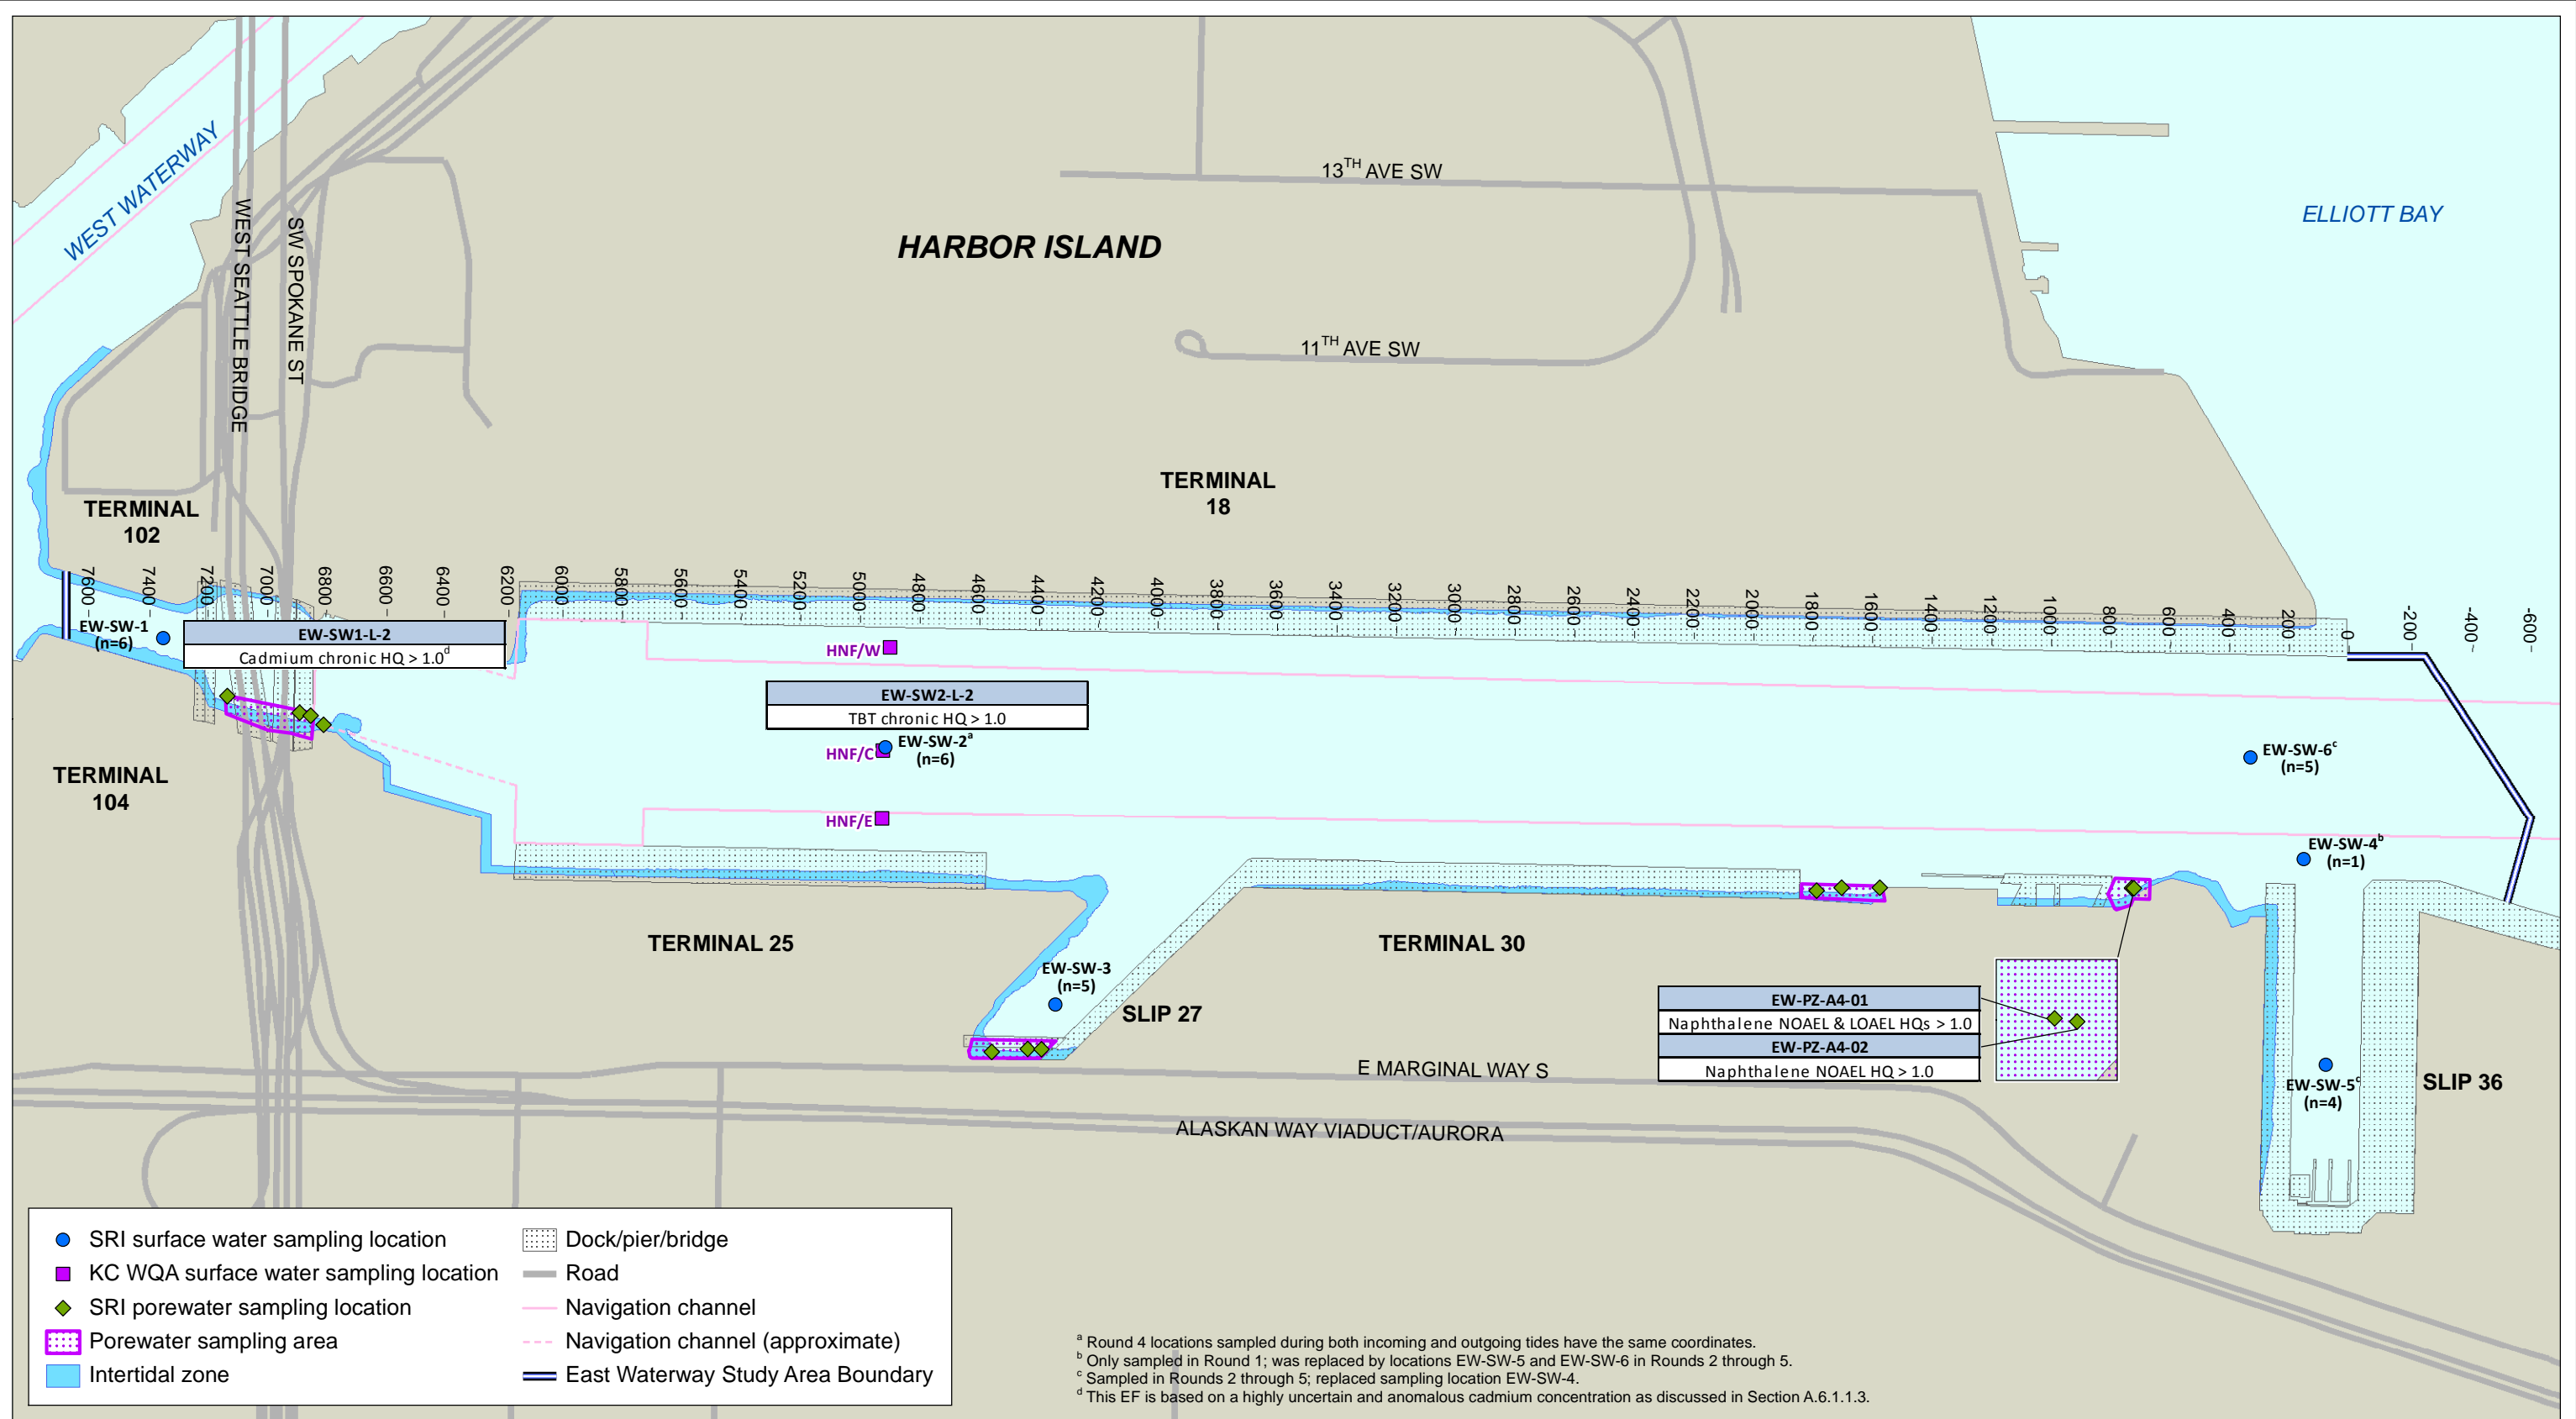 WEST WATERWAY
WEST SEATTLE BRIDGE
SW SPOKANE ST
13TH AVE SW
HARBOR ISLAND
ELLIOTT BAY
11TH AVE SW
TERMINAL
18
TERMINAL
102
7600
7400
7200
7000
6800
6600
6400
6200
6000
5800
5600
5400
5200
5000
4800
4600
4400
4200
4000
3800
3600
3400
3200
3000
2800
2600
2400
2200
2000
1800
1600
1400
1200
1000
800
600
400
200
0
-200
-400
-600
EW-SW-1
(n=6)
EW-SW1-L-2
Cadmium chronic HQ > 1.0d
HNF/W
EW-SW2-L-2
TBT chronic HQ > 1.0
HNF/C
EW-SW-2a
(n=6)
HNF/E
EW-SW-6c
(n=5)
EW-SW-4b
(n=1)
TERMINAL
104
TERMINAL 25
TERMINAL 30
EW-SW-3
(n=5)
SLIP 27
EW-PZ-A4-01
Naphthalene NOAEL & LOAEL HQs > 1.0
EW-PZ-A4-02
Naphthalene NOAEL HQ > 1.0
EW-SW-5c
(n=4)
SLIP 36
E MARGINAL WAY S
ALASKAN WAY VIADUCT/AURORA
SRI surface water sampling location
KC WQA surface water sampling location
SRI porewater sampling location
Porewater sampling area
Intertidal zone
Dock/pier/bridge
Road
Navigation channel
Navigation channel (approximate)
East Waterway Study Area Boundary
a Round 4 locations sampled during both incoming and outgoing tides have the same coordinates.
b Only sampled in Round 1; was replaced by locations EW-SW-5 and EW-SW-6 in Rounds 2 through 5.
c Sampled in Rounds 2 through 5; replaced sampling location EW-SW-4.
d This EF is based on a highly uncertain and anomalous cadmium concentration as discussed in Section A.6.1.1.3.